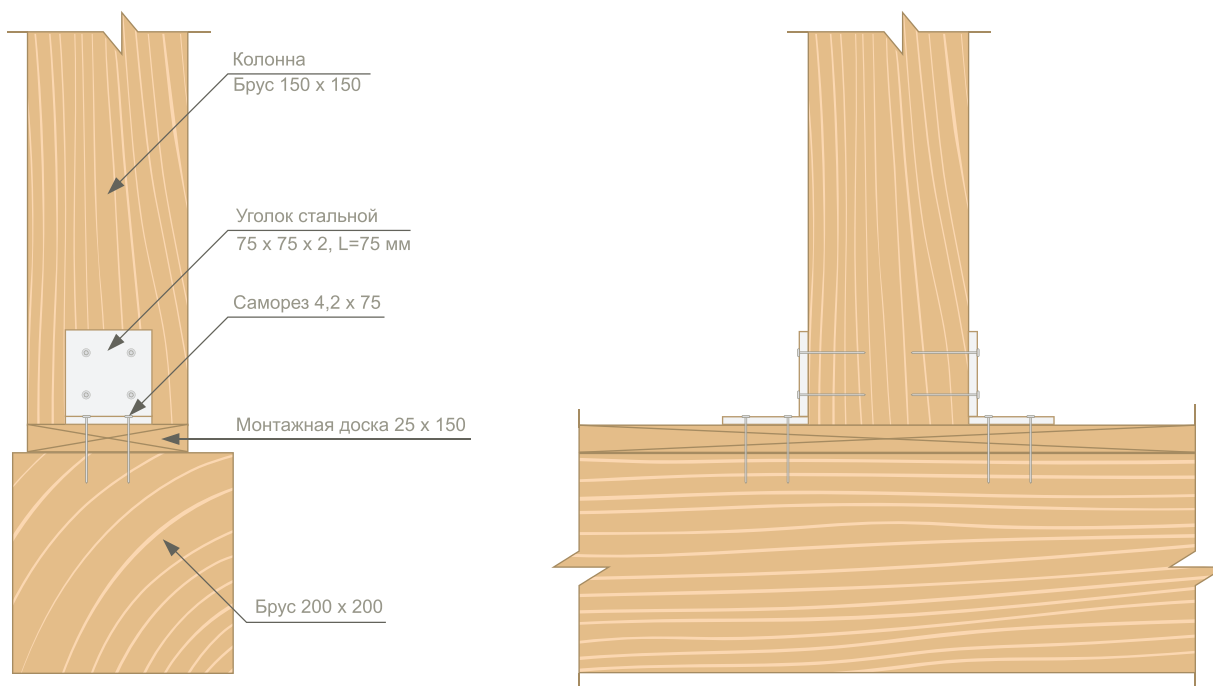 Колонна
Брус 150 х 150
Уголок стальной
75 х 75 х 2, L=75 мм
Саморез 4,2 х 75
Монтажная доска 25 х 150
Брус 200 х 200